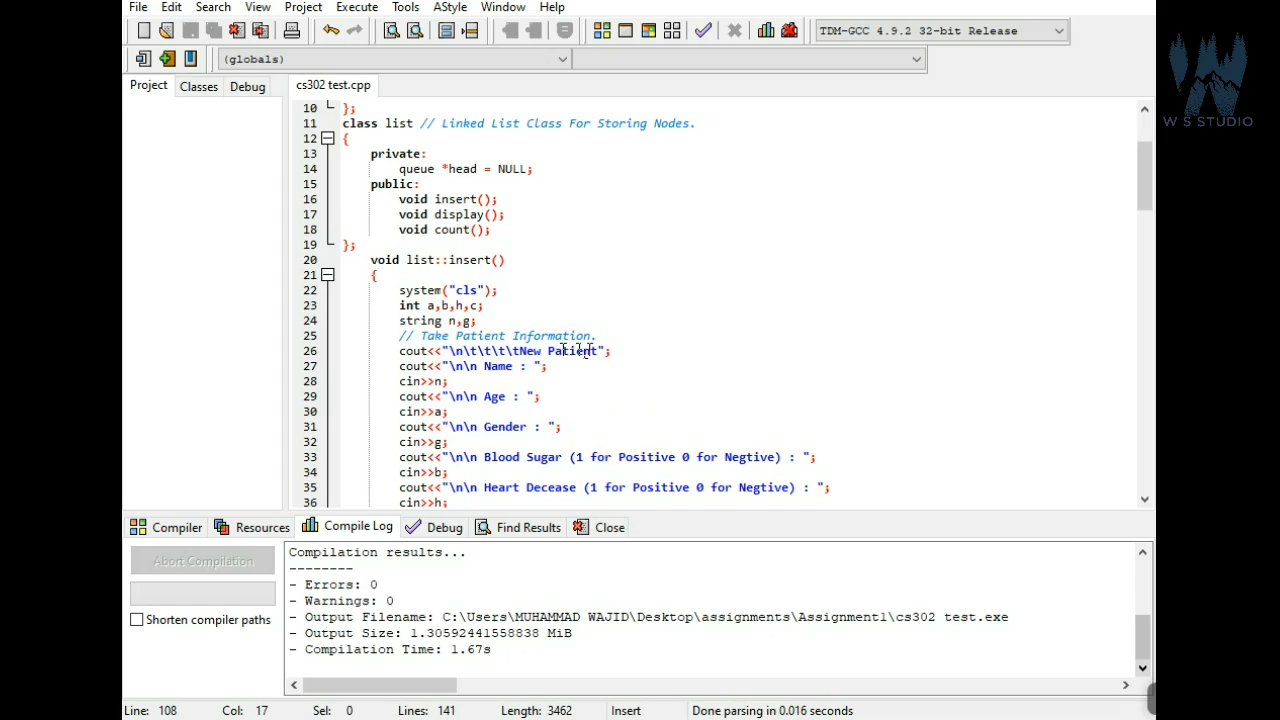 File Edit Search View Project Execute Tools AStyle Window Help
TDM-GCC 4.9.2 32-bit Release
(globals)
Project Classes Debug cs302 test.cpp
W S STUDIO
10 };
11 class list // Linked List Class For Storing Nodes.
12 {
13 private:
14 queue *head = NULL;
15 public:
16 void insert();
17 void display();
18 void count();
19 };
20 void list::insert()
21 {
22 system("cls");
23 int a,b,h,c;
24 string n,g;
25 // Take Patient Information.
26 cout<<"\n\t\t\t\tNew Patient";
27 cout<<"\n\n Name : ";
28 cin>>n;
29 cout<<"\n\n Age : ";
30 cin>>a;
31 cout<<"\n\n Gender : ";
32 cin>>g;
33 cout<<"\n\n Blood Sugar (1 for Positive 0 for Negtive) : ";
34 cin>>b;
35 cout<<"\n\n Heart Decease (1 for Positive 0 for Negtive) : ";
36 cin>>h;
Compiler Resources Compile Log Debug Find Results Close
Abort Compilation
Shorten compiler paths
Compilation results...
--------
- Errors: 0
- Warnings: 0
- Output Filename: C:\Users\MUHAMMAD WAJID\Desktop\assignments\Assignment1\cs302 test.exe
- Output Size: 1.30592441558838 MiB
- Compilation Time: 1.67s
Line: 108 Col: 17 Sel: 0 Lines: 141 Length: 3462 Insert Done parsing in 0.016 seconds